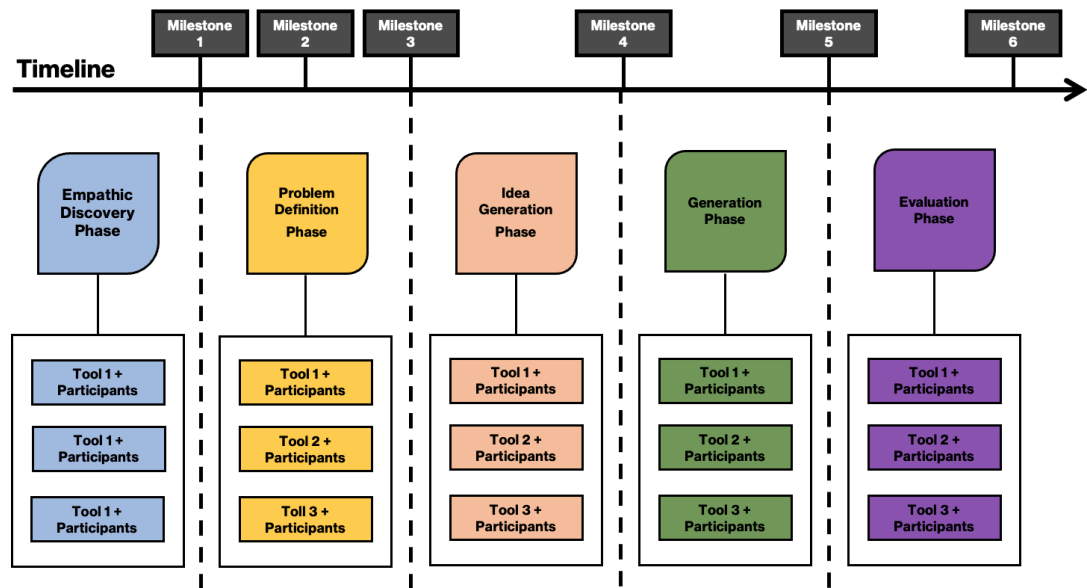 Milestone
1
Milestone
2
Milestone
3
Milestone
4
Milestone
5
Milestone
6
Timeline
Empathic
Discovery
Phase
Problem
Definition
Phase
Idea
Generation
Phase
Generation
Phase
Evaluation
Phase
Tool 1 +
Participants
Tool 1 +
Participants
Tool 1 +
Participants
Tool 1 +
Participants
Tool 2 +
Participants
Toll 3 +
Participants
Tool 1 +
Participants
Tool 2 +
Participants
Tool 3 +
Participants
Tool 1 +
Participants
Tool 2 +
Participants
Tool 3 +
Participants
Tool 1 +
Participants
Tool 2 +
Participants
Tool 3 +
Participants